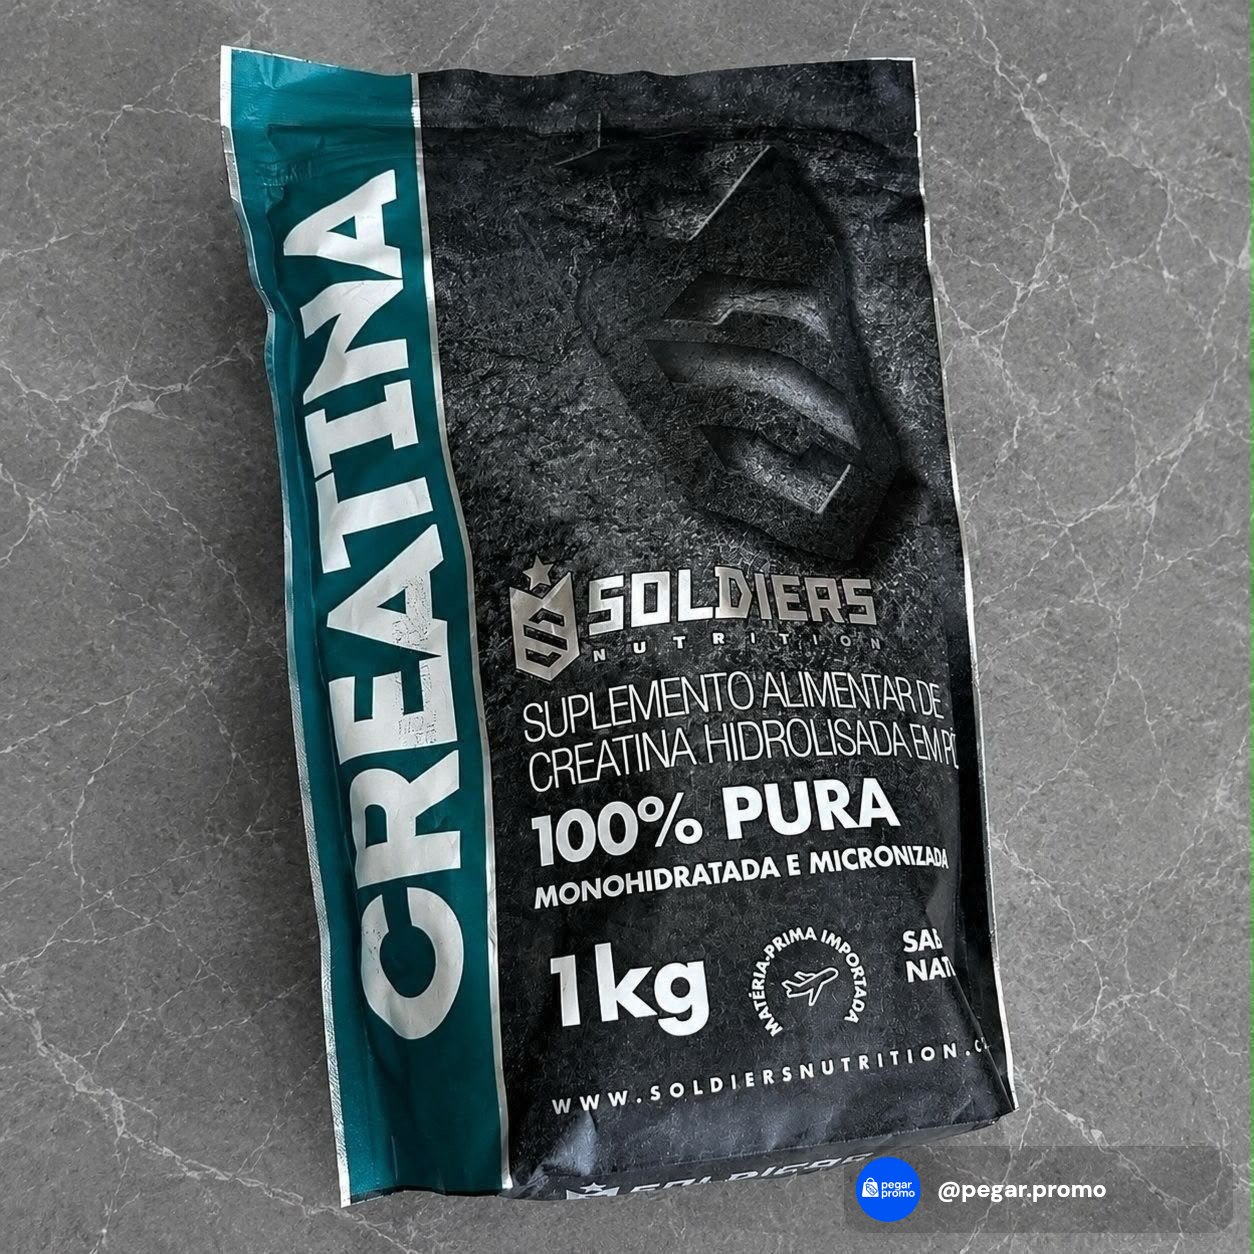 CREATINA
SOLDIERS
NUTRITION
SUPLEMENTO ALIMENTAR DE
CREATINA HIDROLISADA EM
100% PURA
MONOHIDRATADA E MICRONIZADA
1kg
MATÉRIA-PRIMA IMPORTADA
WWW.SOLDIERSNUTRITION.C
SOLDIERS
pegar
promo
@pegar.promo